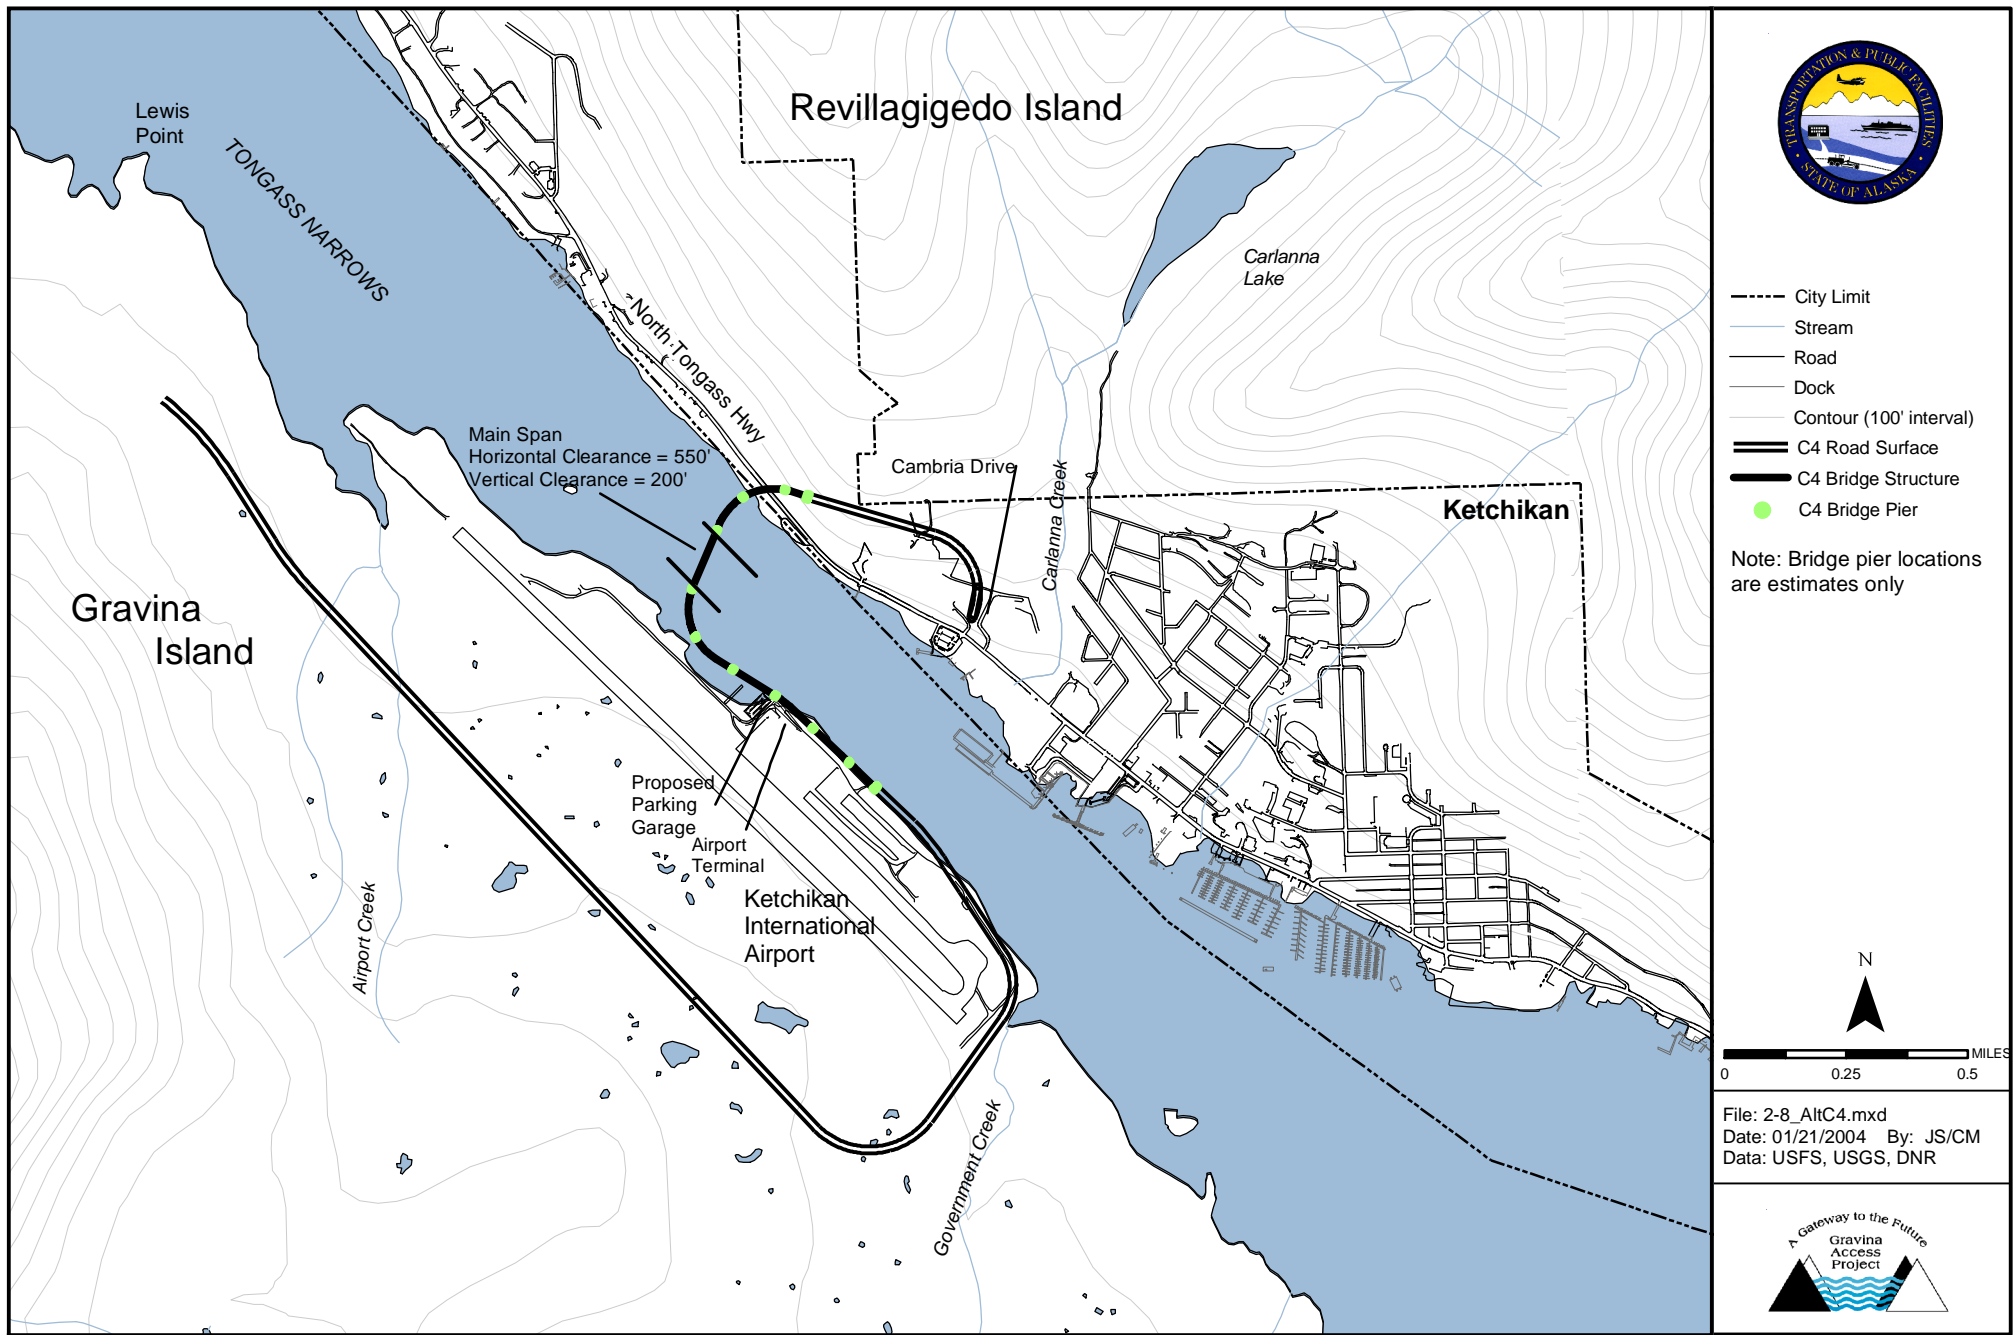 Lewis
Point
TONGASS NARROWS
Revillagigedo Island
Carlanna
Lake
North Tongass Hwy
Main Span
Horizontal Clearance = 550'
Vertical Clearance = 200'
Cambria Drive
Carlanna Creek
Ketchikan
Gravina
Island
Proposed
Parking
Garage
Airport
Terminal
Ketchikan
International
Airport
Airport Creek
Government Creek
TRANSPORTATION & PUBLIC FACILITIES
STATE OF ALASKA
City Limit
Stream
Road
Dock
Contour (100' interval)
C4 Road Surface
C4 Bridge Structure
C4 Bridge Pier
Note: Bridge pier locations
are estimates only
N
MILES
0 0.25 0.5
File: 2-8_AltC4.mxd
Date: 01/21/2004 By: JS/CM
Data: USFS, USGS, DNR
A Gateway to the Future
Gravina
Access
Project